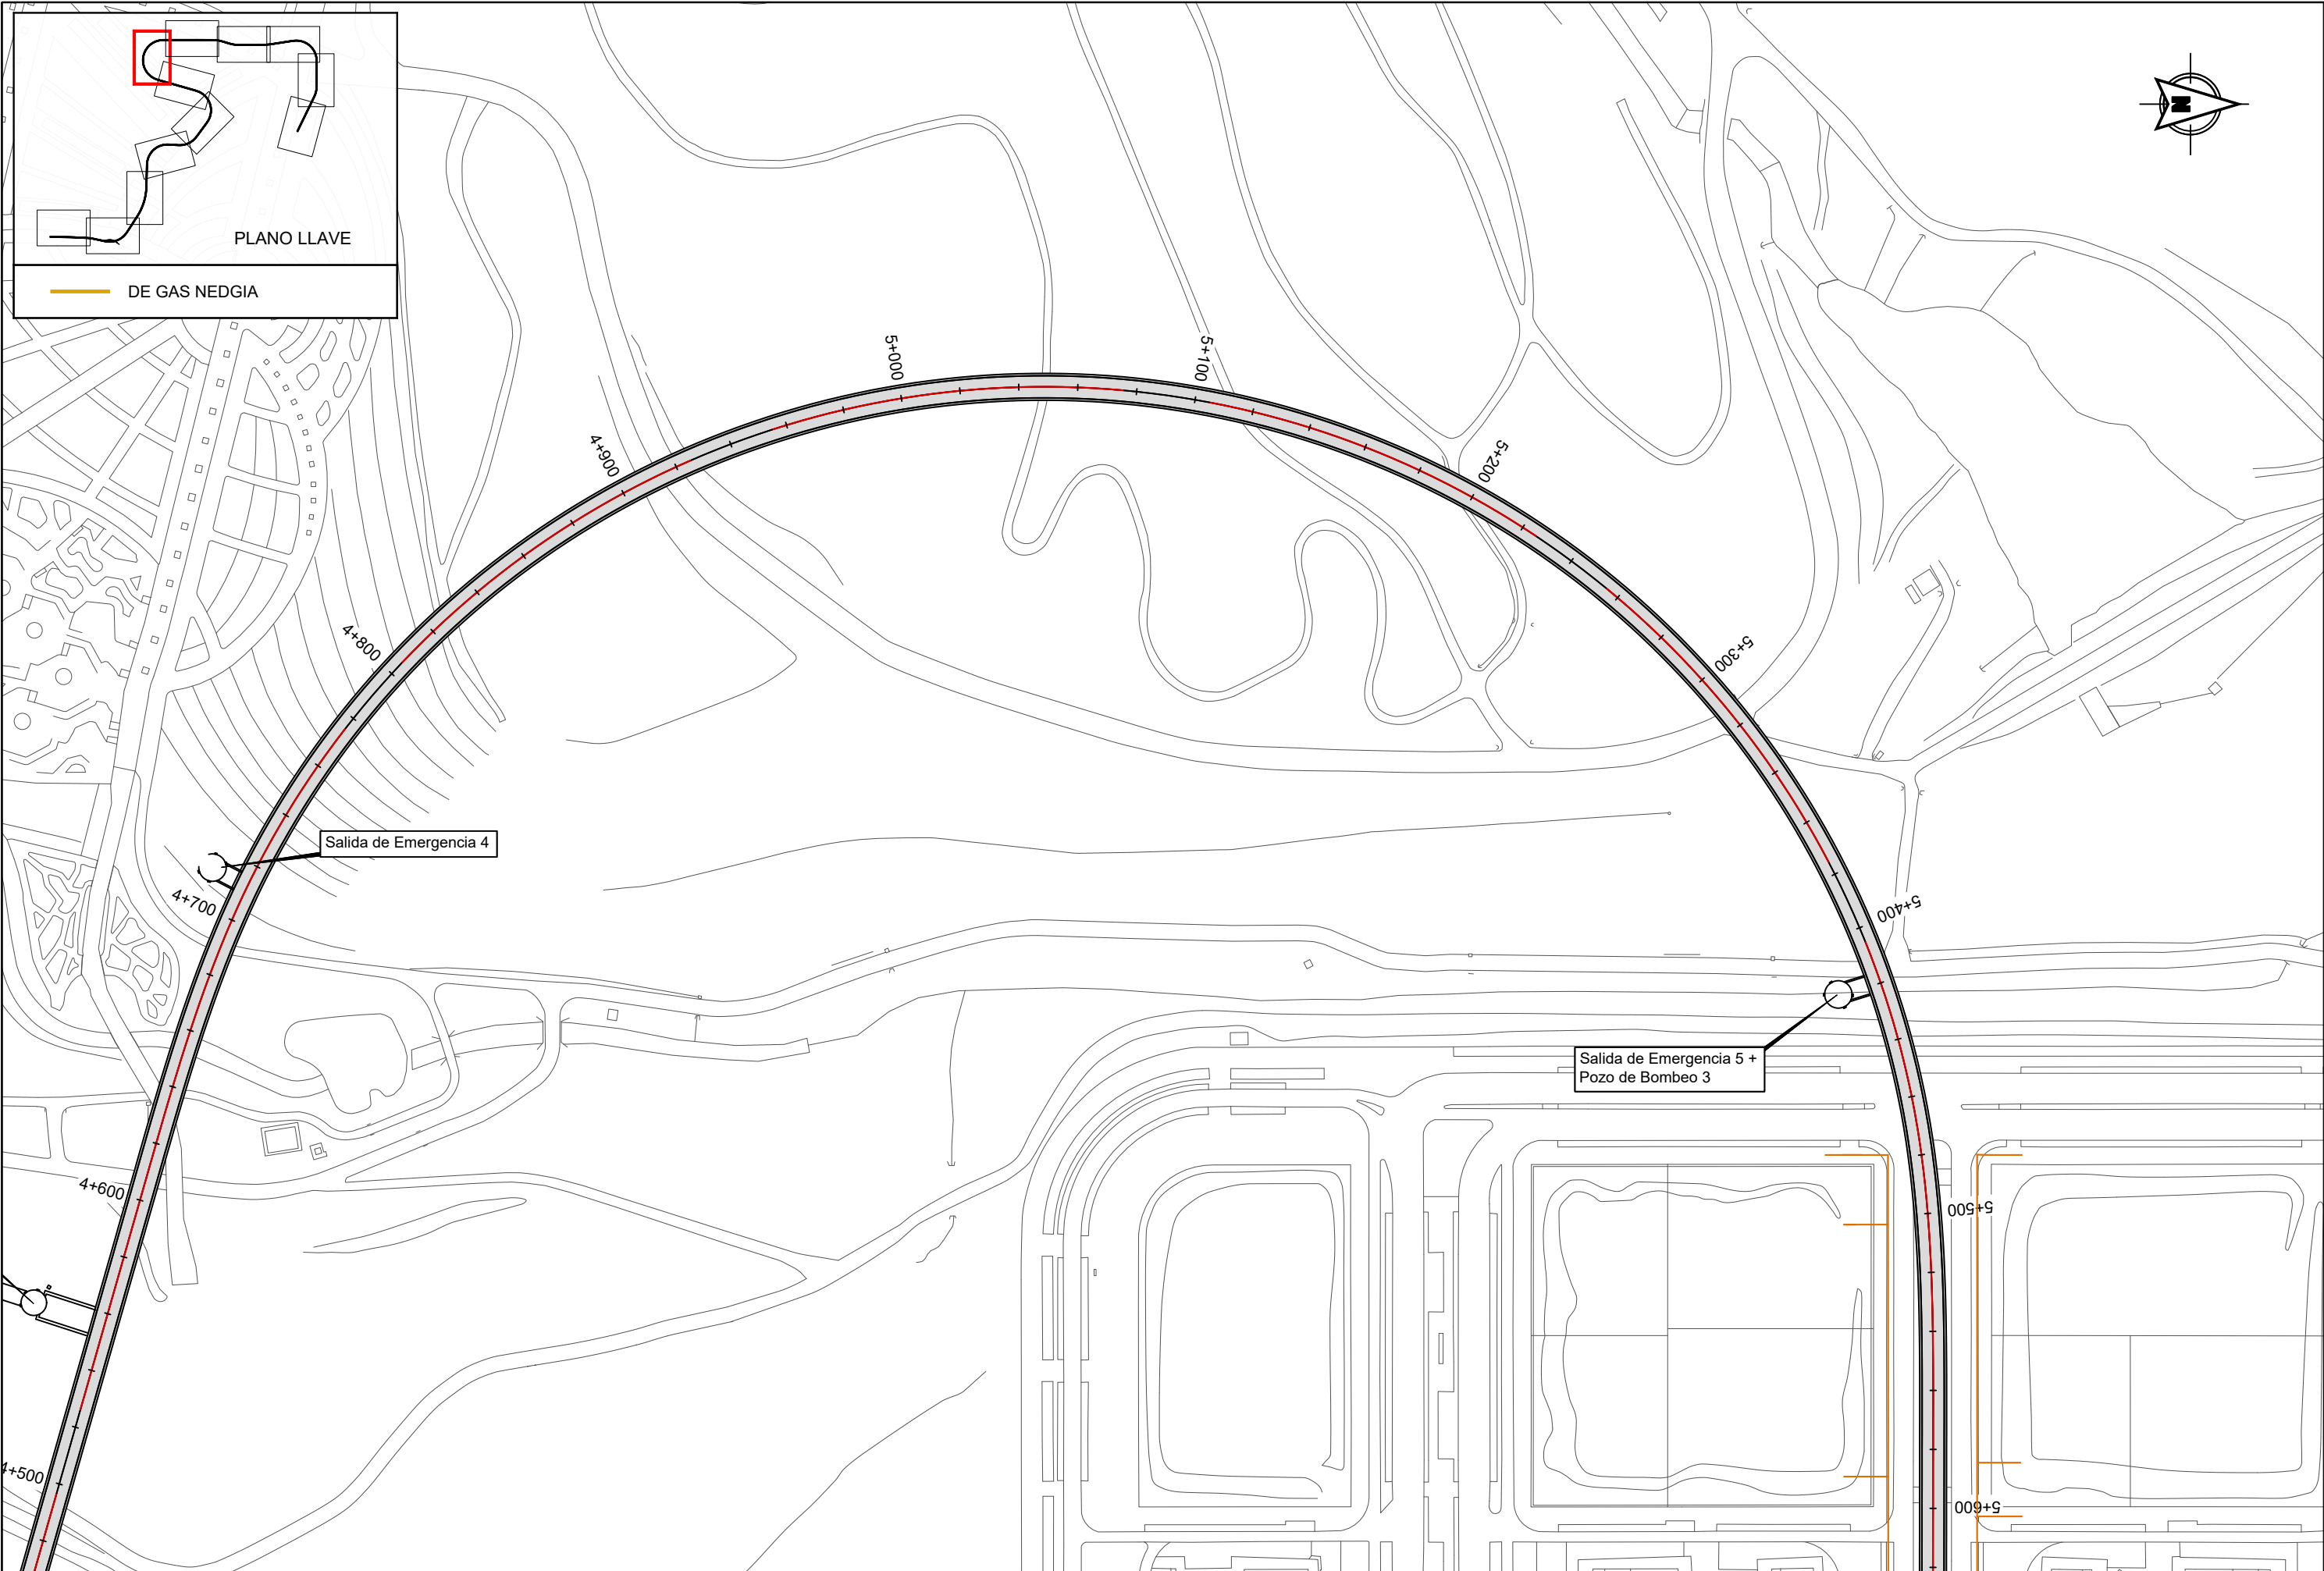 PLANO LLAVE
DE GAS NEDGIA
N
5+000
5+100
4+900
5+200
4+800
5+300
Salida de Emergencia 4
4+700
5+400
Salida de Emergencia 5 +
Pozo de Bombeo 3
4+600
5+500
4+500
5+600